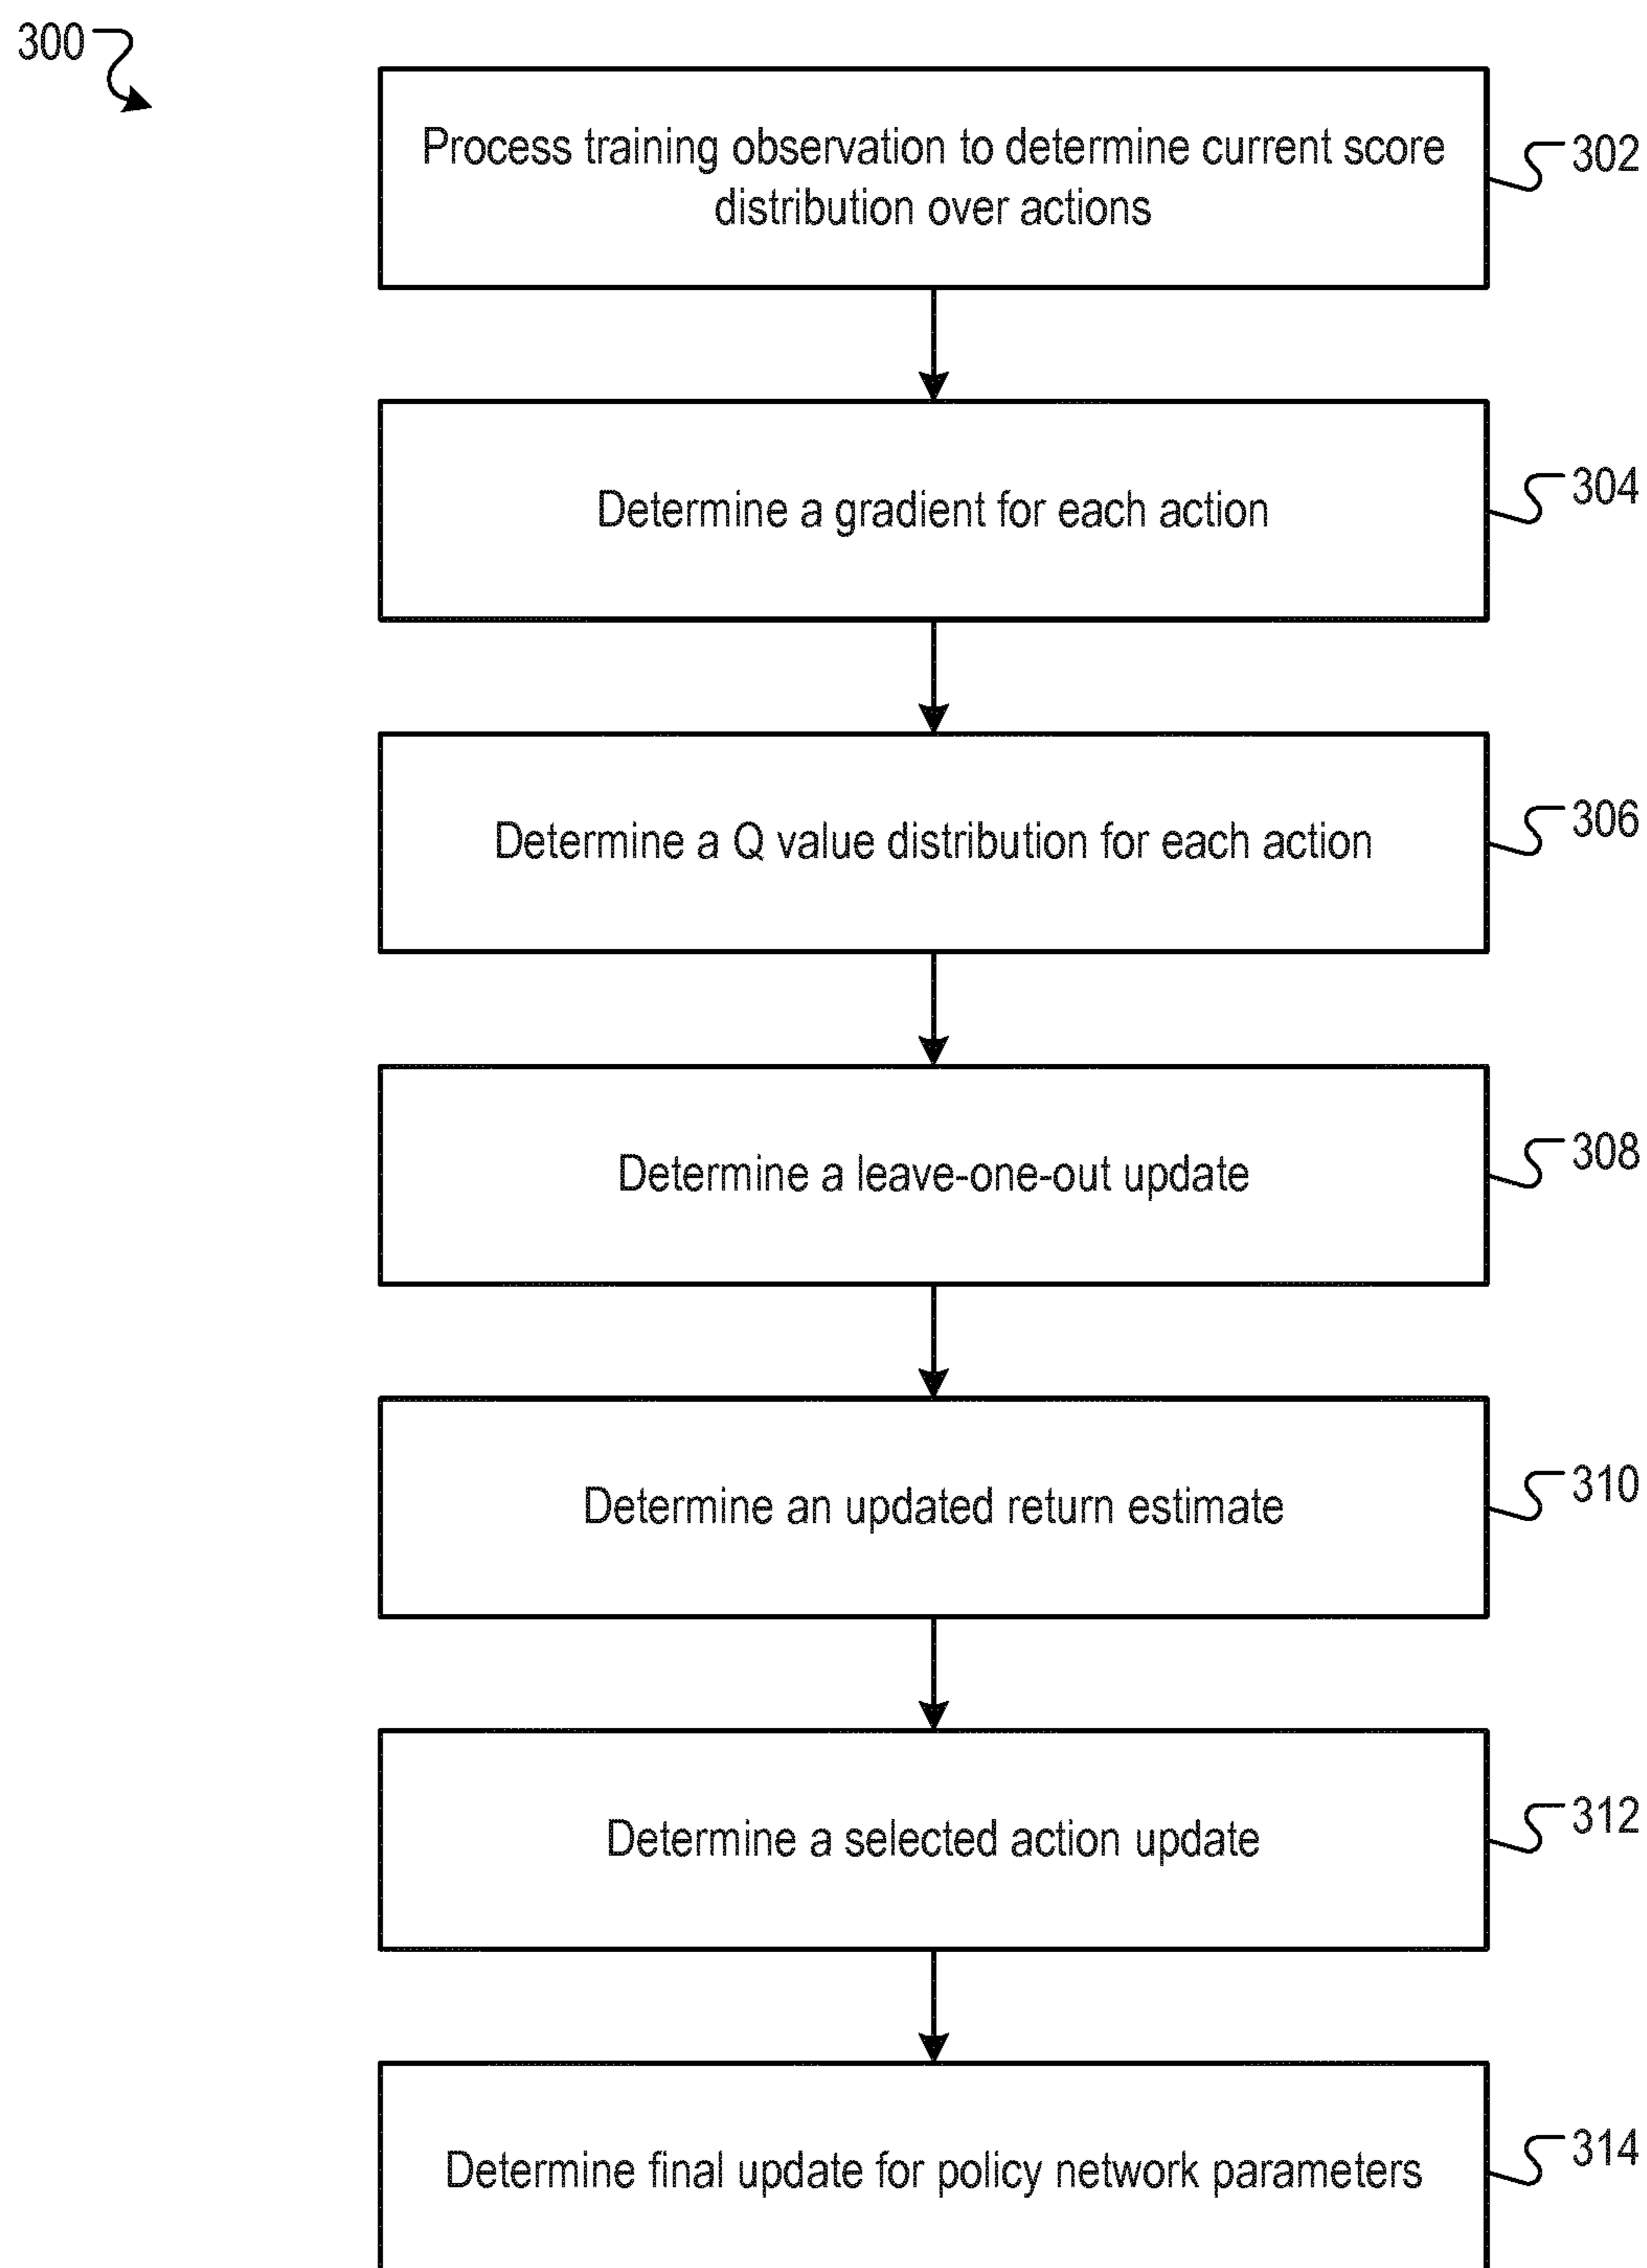 300
Process training observation to determine current score
distribution over actions
302
Determine a gradient for each action
304
Determine a Q value distribution for each action
306
Determine a leave-one-out update
308
Determine an updated return estimate
310
Determine a selected action update
312
Determine final update for policy network parameters
314